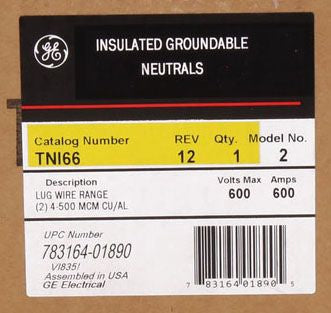 GE
INSULATED GROUNDABLE
NEUTRALS
Catalog Number REV Qty. Model No.
TNI66 12 1 2
Description Volts Max Amps
LUG WIRE RANGE 600 600
(2) 4-500 MCM CU/AL
UPC Number
783164-01890
VI835!
Assembled in USA
GE Electrical
7 83164 01890 5